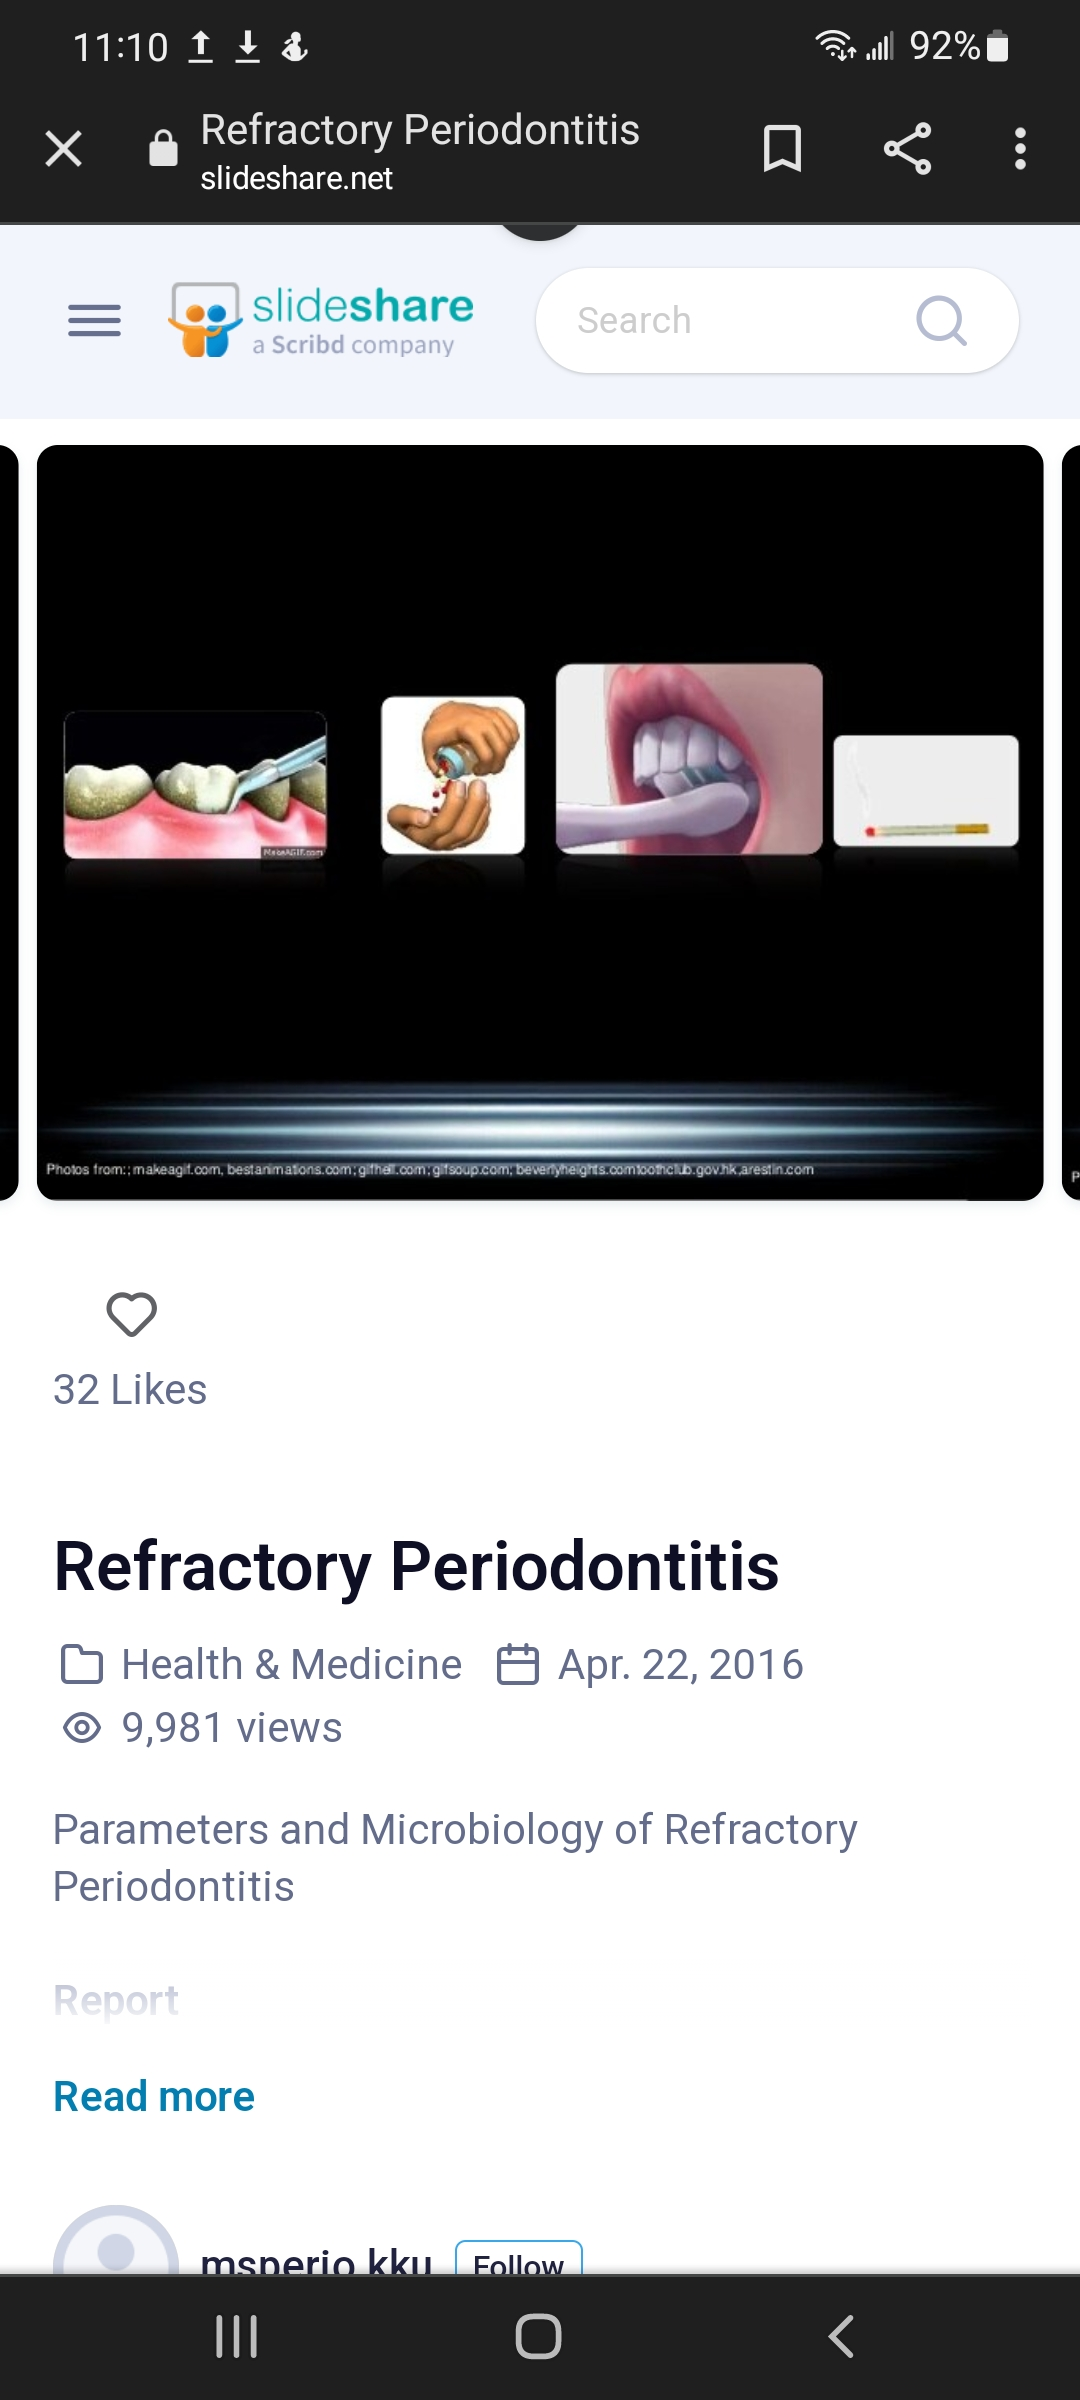 11:10
92%
Refractory Periodontitis
slideshare.net
slideshare
a Scribd company
Search
MakeAGIF.com
Photos from:; makeagif.com, bestanimations.com; gifhell.com; gifsoup.com; beverlyheights.comtoothclub.gov.hk,arestin.com
P
32 Likes
Refractory Periodontitis
Health & Medicine Apr. 22, 2016
9,981 views
Parameters and Microbiology of Refractory
Periodontitis
Report
Read more
msperio kku Follow